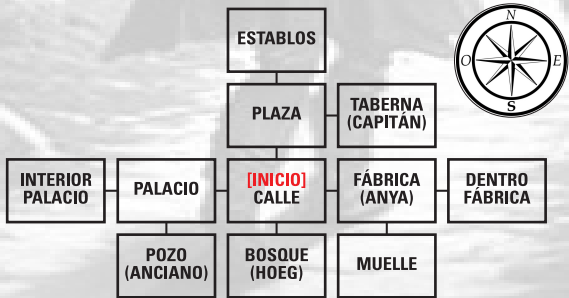 ESTABLOS
N
O
E
S
PLAZA
TABERNA
(CAPITÁN)
INTERIOR
PALACIO
PALACIO
[INICIO]
CALLE
FÁBRICA
(ANYA)
DENTRO
FÁBRICA
POZO
(ANCIANO)
BOSQUE
(HOEG)
MUELLE